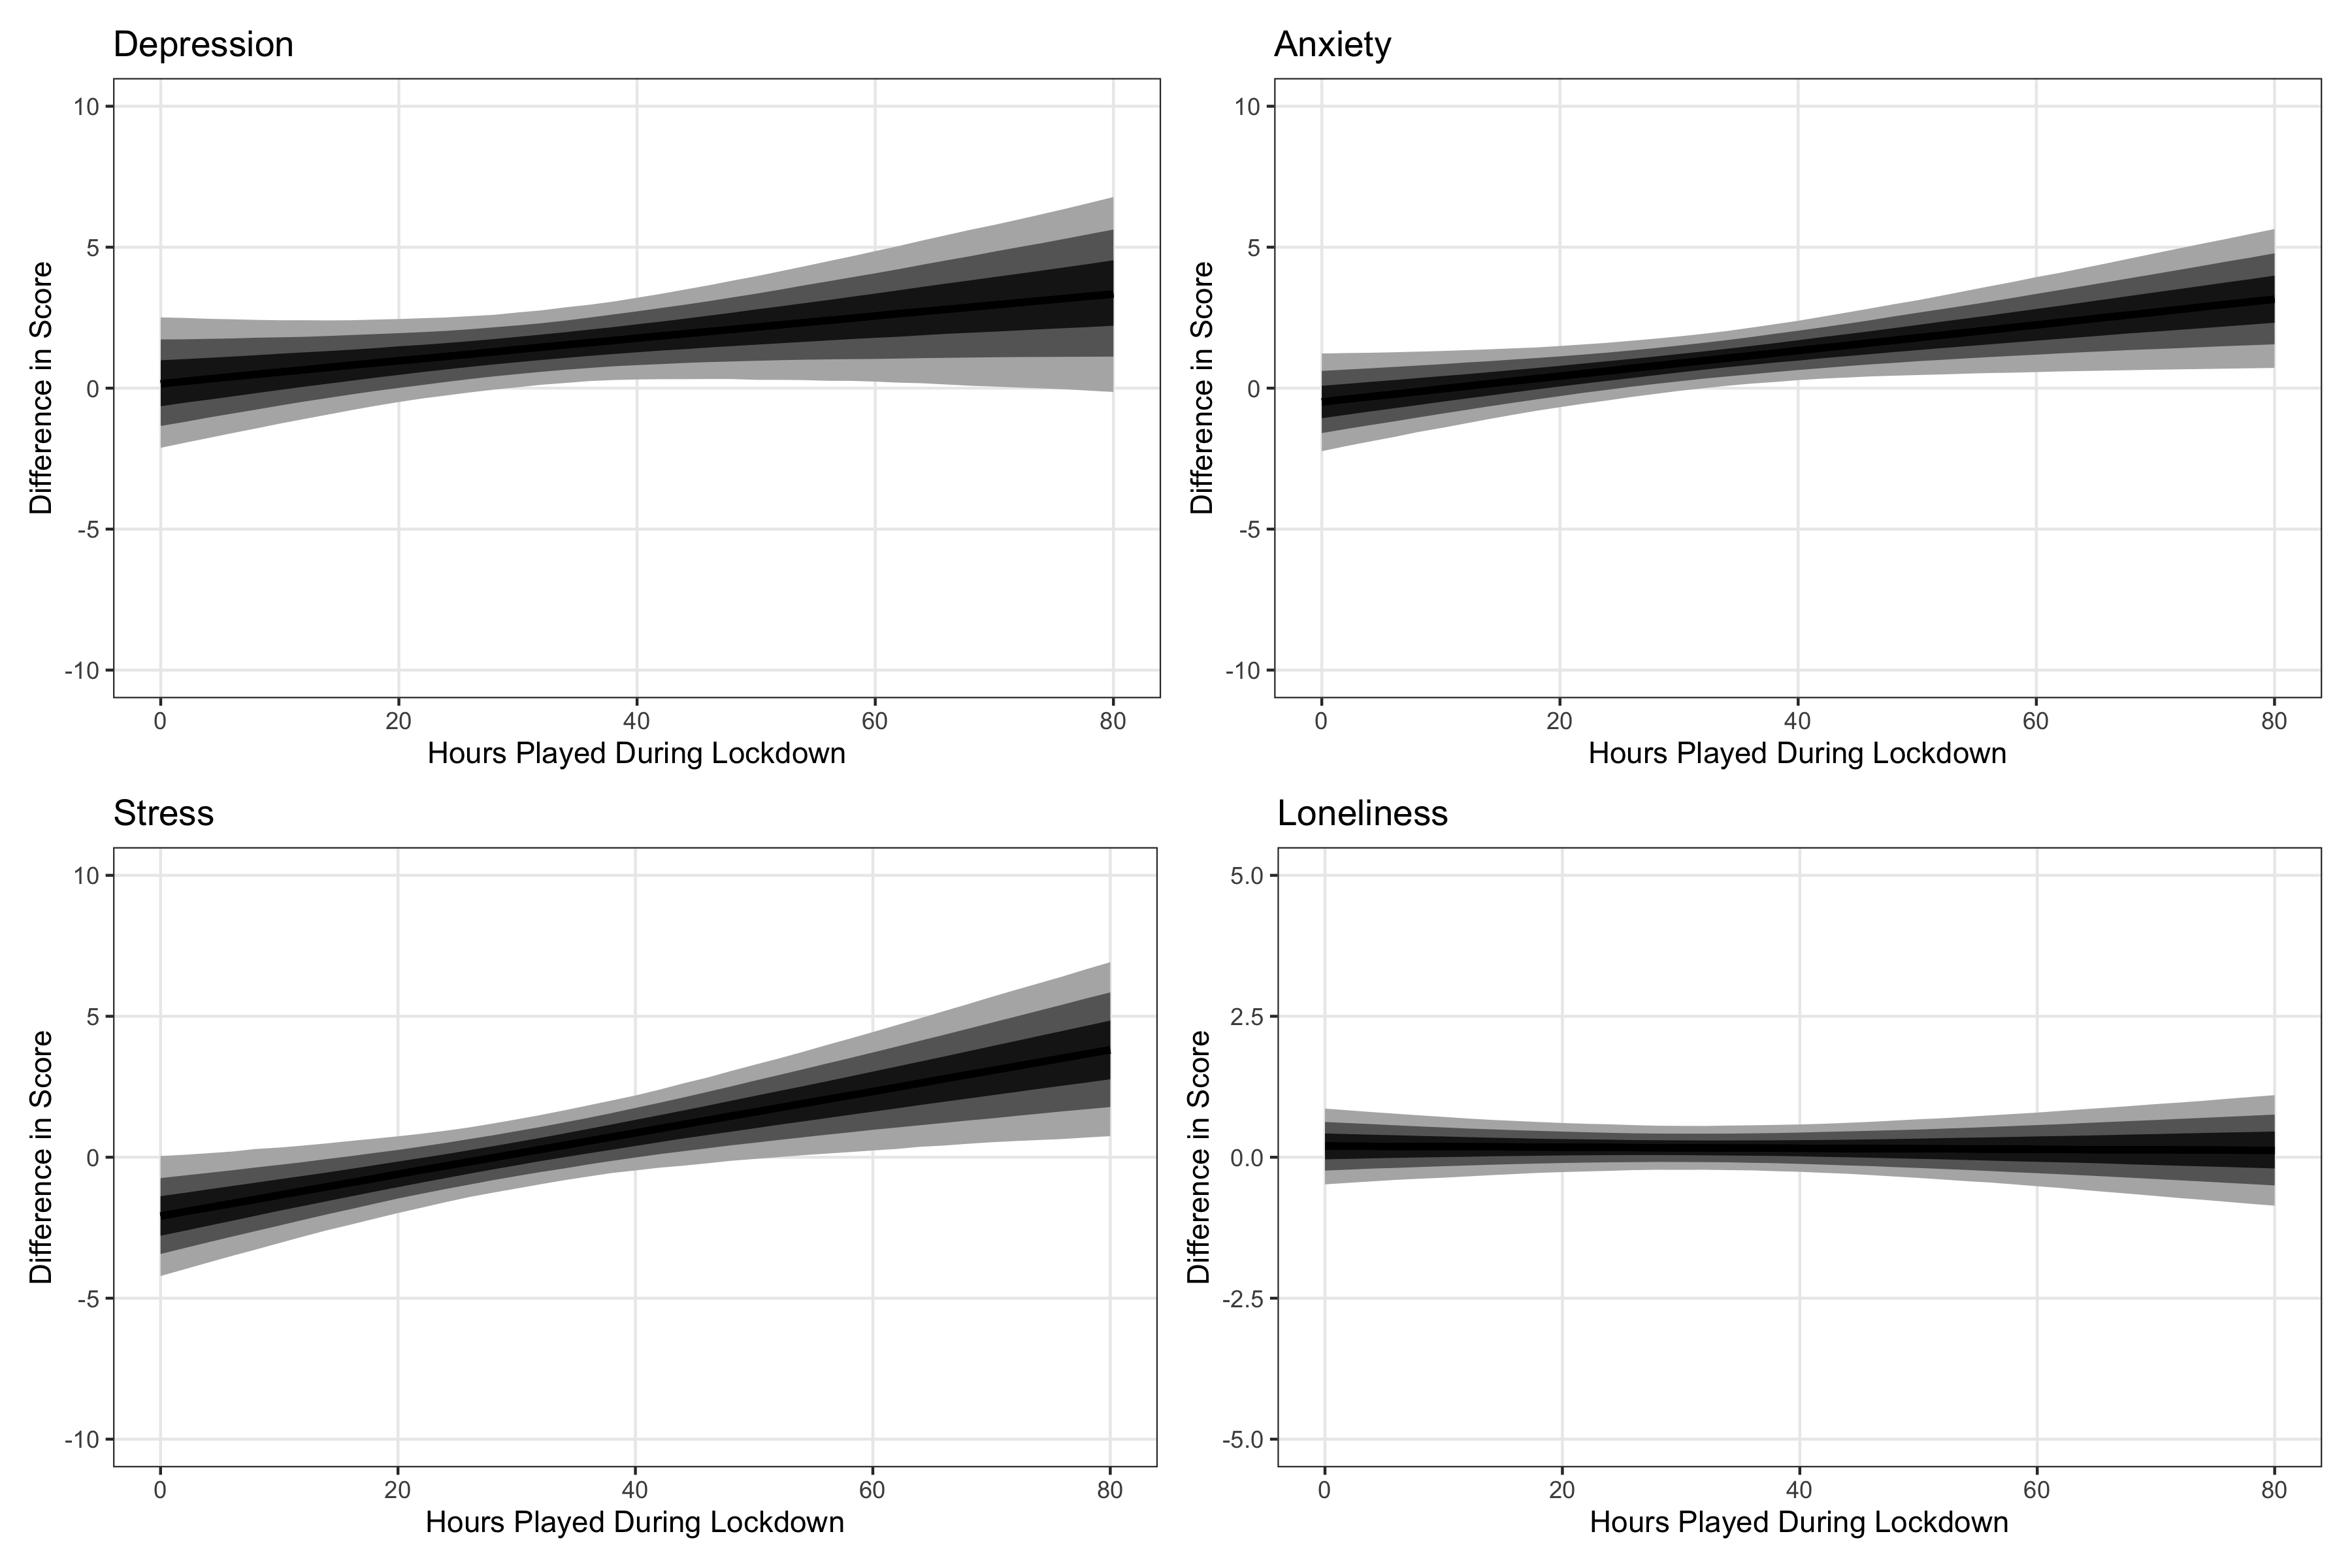 Depression
10
5
0
-5
-10
Difference in Score
0 20 40 60 80
Hours Played During Lockdown
Anxiety
10
5
0
-5
-10
Difference in Score
0 20 40 60 80
Hours Played During Lockdown
Stress
10
5
0
-5
-10
Difference in Score
0 20 40 60 80
Hours Played During Lockdown
Loneliness
5.0
2.5
0.0
-2.5
-5.0
Difference in Score
0 20 40 60 80
Hours Played During Lockdown